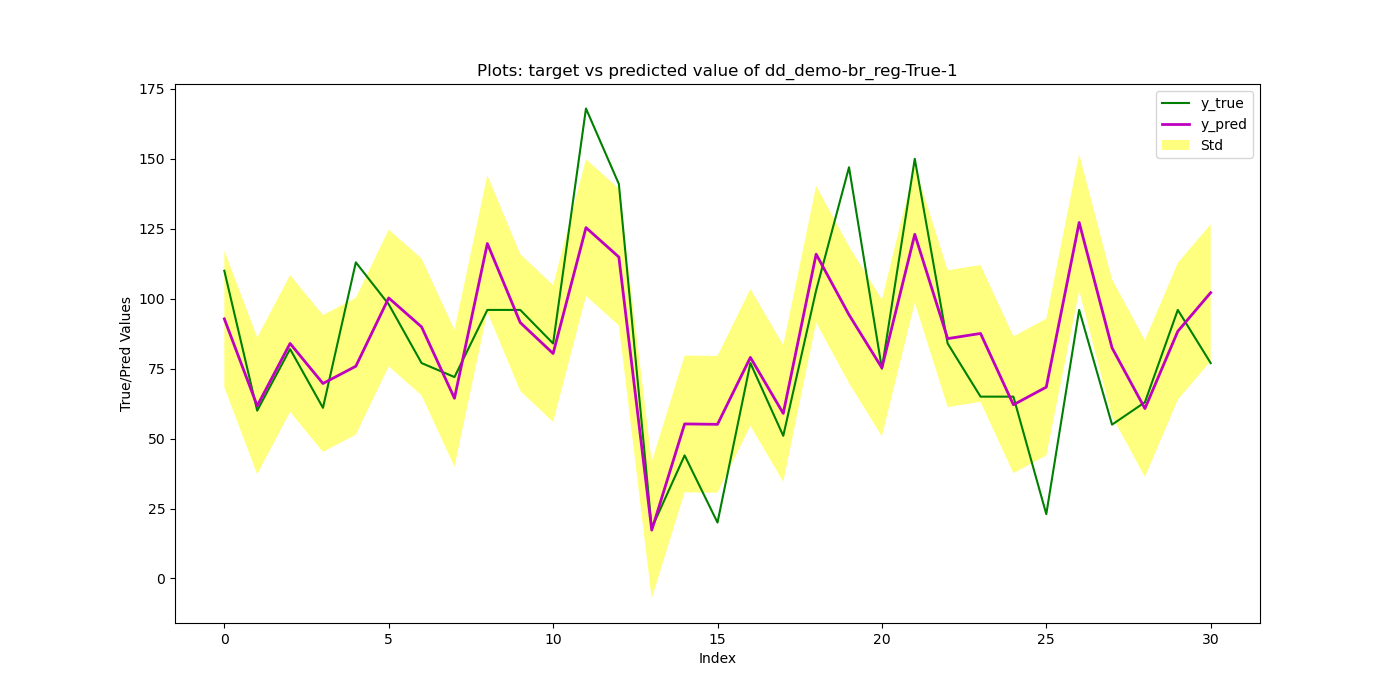 Plots: target vs predicted value of dd_demo-br_reg-True-1
175
150
125
100
75
50
25
0
True/Pred Values
y_true
y_pred
Std
0 5 10 15 20 25 30
Index